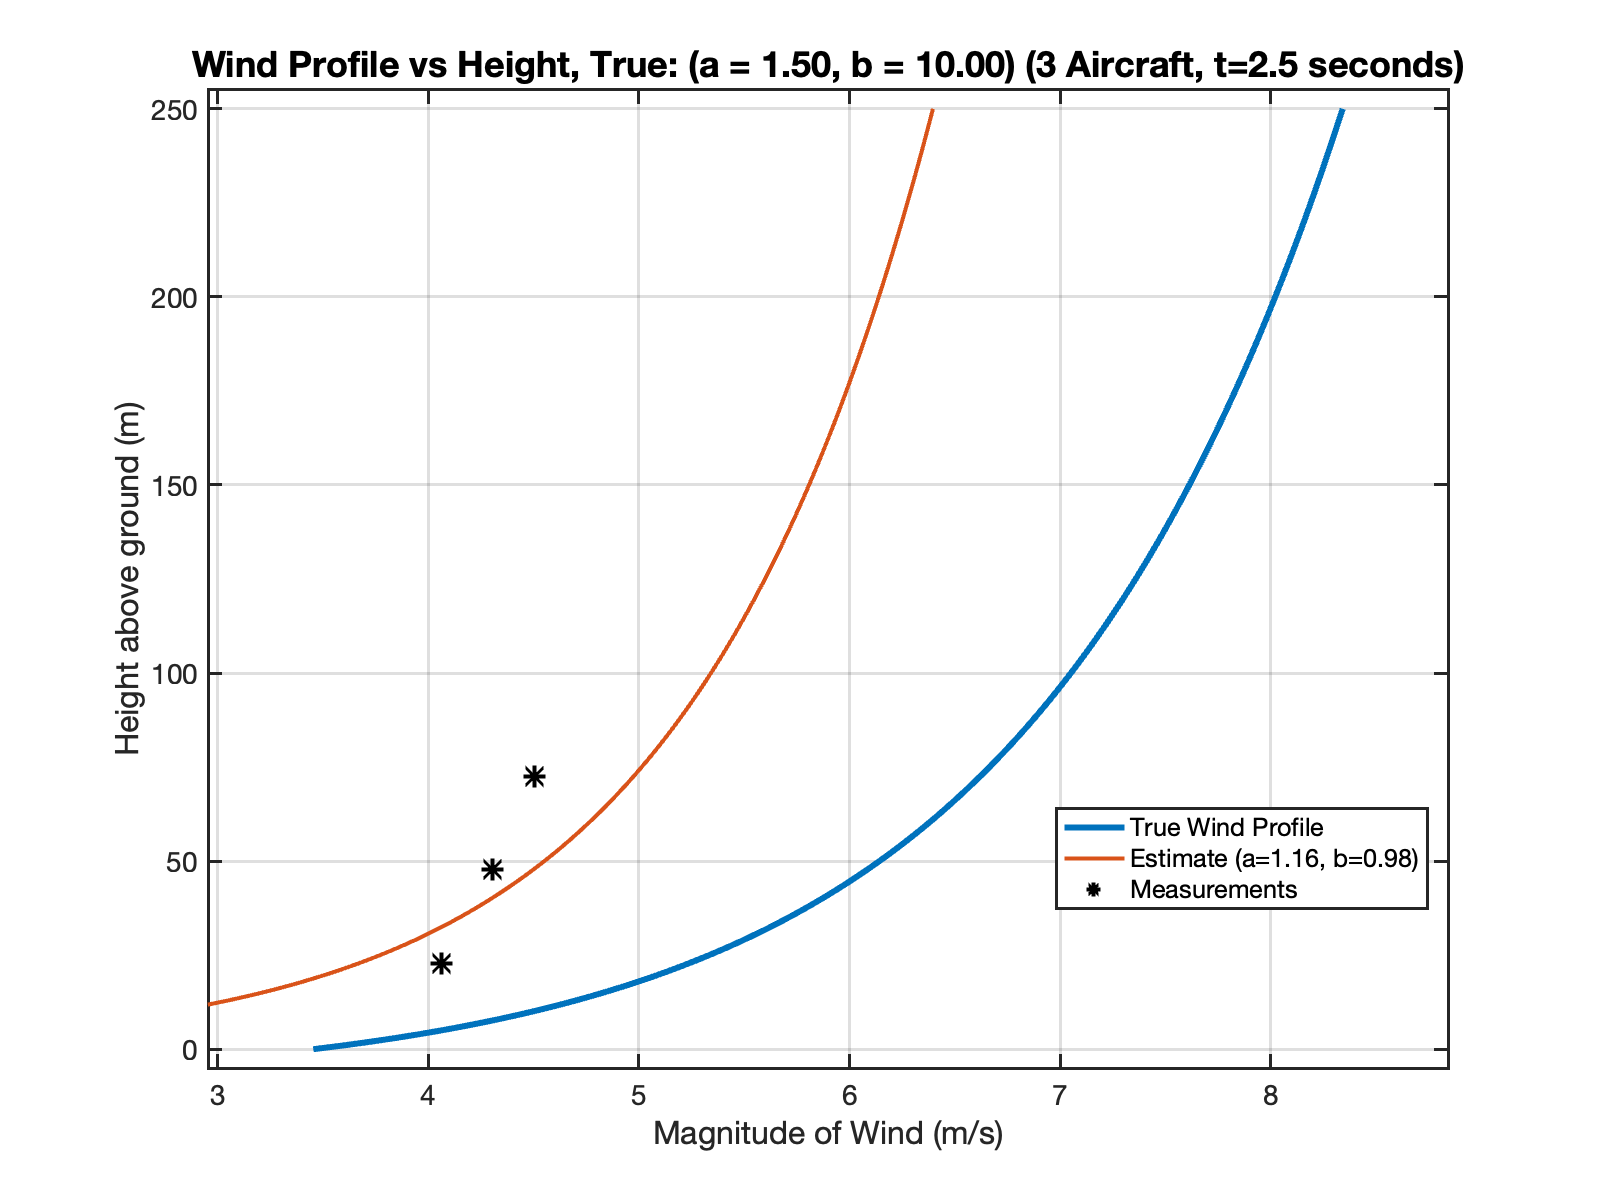 Wind Profile vs Height, True: (a = 1.50, b = 10.00) (3 Aircraft, t=2.5 seconds)
250
200
150
100
50
0
Height above ground (m)
True Wind Profile
Estimate (a=1.16, b=0.98)
Measurements
3 4 5 6 7 8
Magnitude of Wind (m/s)